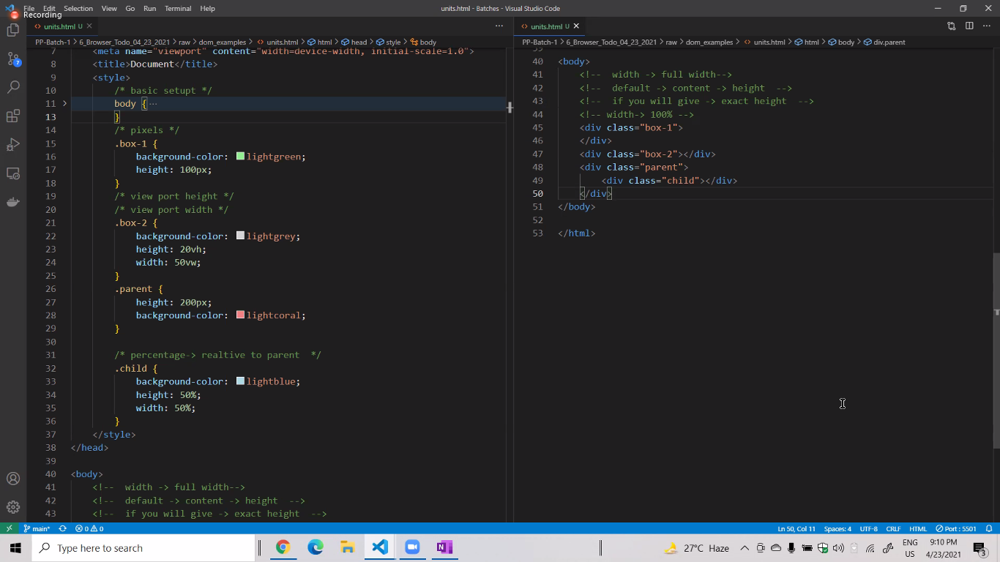 File Edit Selection View Go Run Terminal Help
units.html - Batches - Visual Studio Code
Recording
units.html U
PP-Batch-1 > 6_Browser_Todo_04_23_2021 > raw > dom_examples > units.html > html > head > style > body
7 <meta name="viewport" content="width=device-width, initial-scale=1.0">
8 <title>Document</title>
9 <style>
10 /* basic setupt */
11 body { ···
13 }
14 /* pixels */
15 .box-1 {
16 background-color: lightgreen;
17 height: 100px;
18 }
19 /* view port height */
20 /* view port width */
21 .box-2 {
22 background-color: lightgrey;
23 height: 20vh;
24 width: 50vw;
25 }
26 .parent {
27 height: 200px;
28 background-color: lightcoral;
29 }
30
31 /* percentage-> realtive to parent  */
32 .child {
33 background-color: lightblue;
34 height: 50%;
35 width: 50%;
36 }
37 </style>
38 </head>
39
40 <body>
41 <!--  width -> full width-->
42 <!--  default -> content -> height  -->
43 <!--  if you will give -> exact height  -->
units.html U
PP-Batch-1 > 6_Browser_Todo_04_23_2021 > raw > dom_examples > units.html > html > body > div.parent
40 <body>
41 <!--  width -> full width-->
42 <!--  default -> content -> height  -->
43 <!--  if you will give -> exact height  -->
44 <!-- width-> 100% -->
45 <div class="box-1">
46 </div>
47 <div class="box-2"></div>
48 <div class="parent">
49 <div class="child"></div>
50 </div>
51 </body>
52
53 </html>
7
main* 0 0
Ln 50, Col 11 Spaces: 4 UTF-8 CRLF HTML Port : 5501
Type here to search
N
27°C Haze
ENG
US
9:10 PM
4/23/2021
3